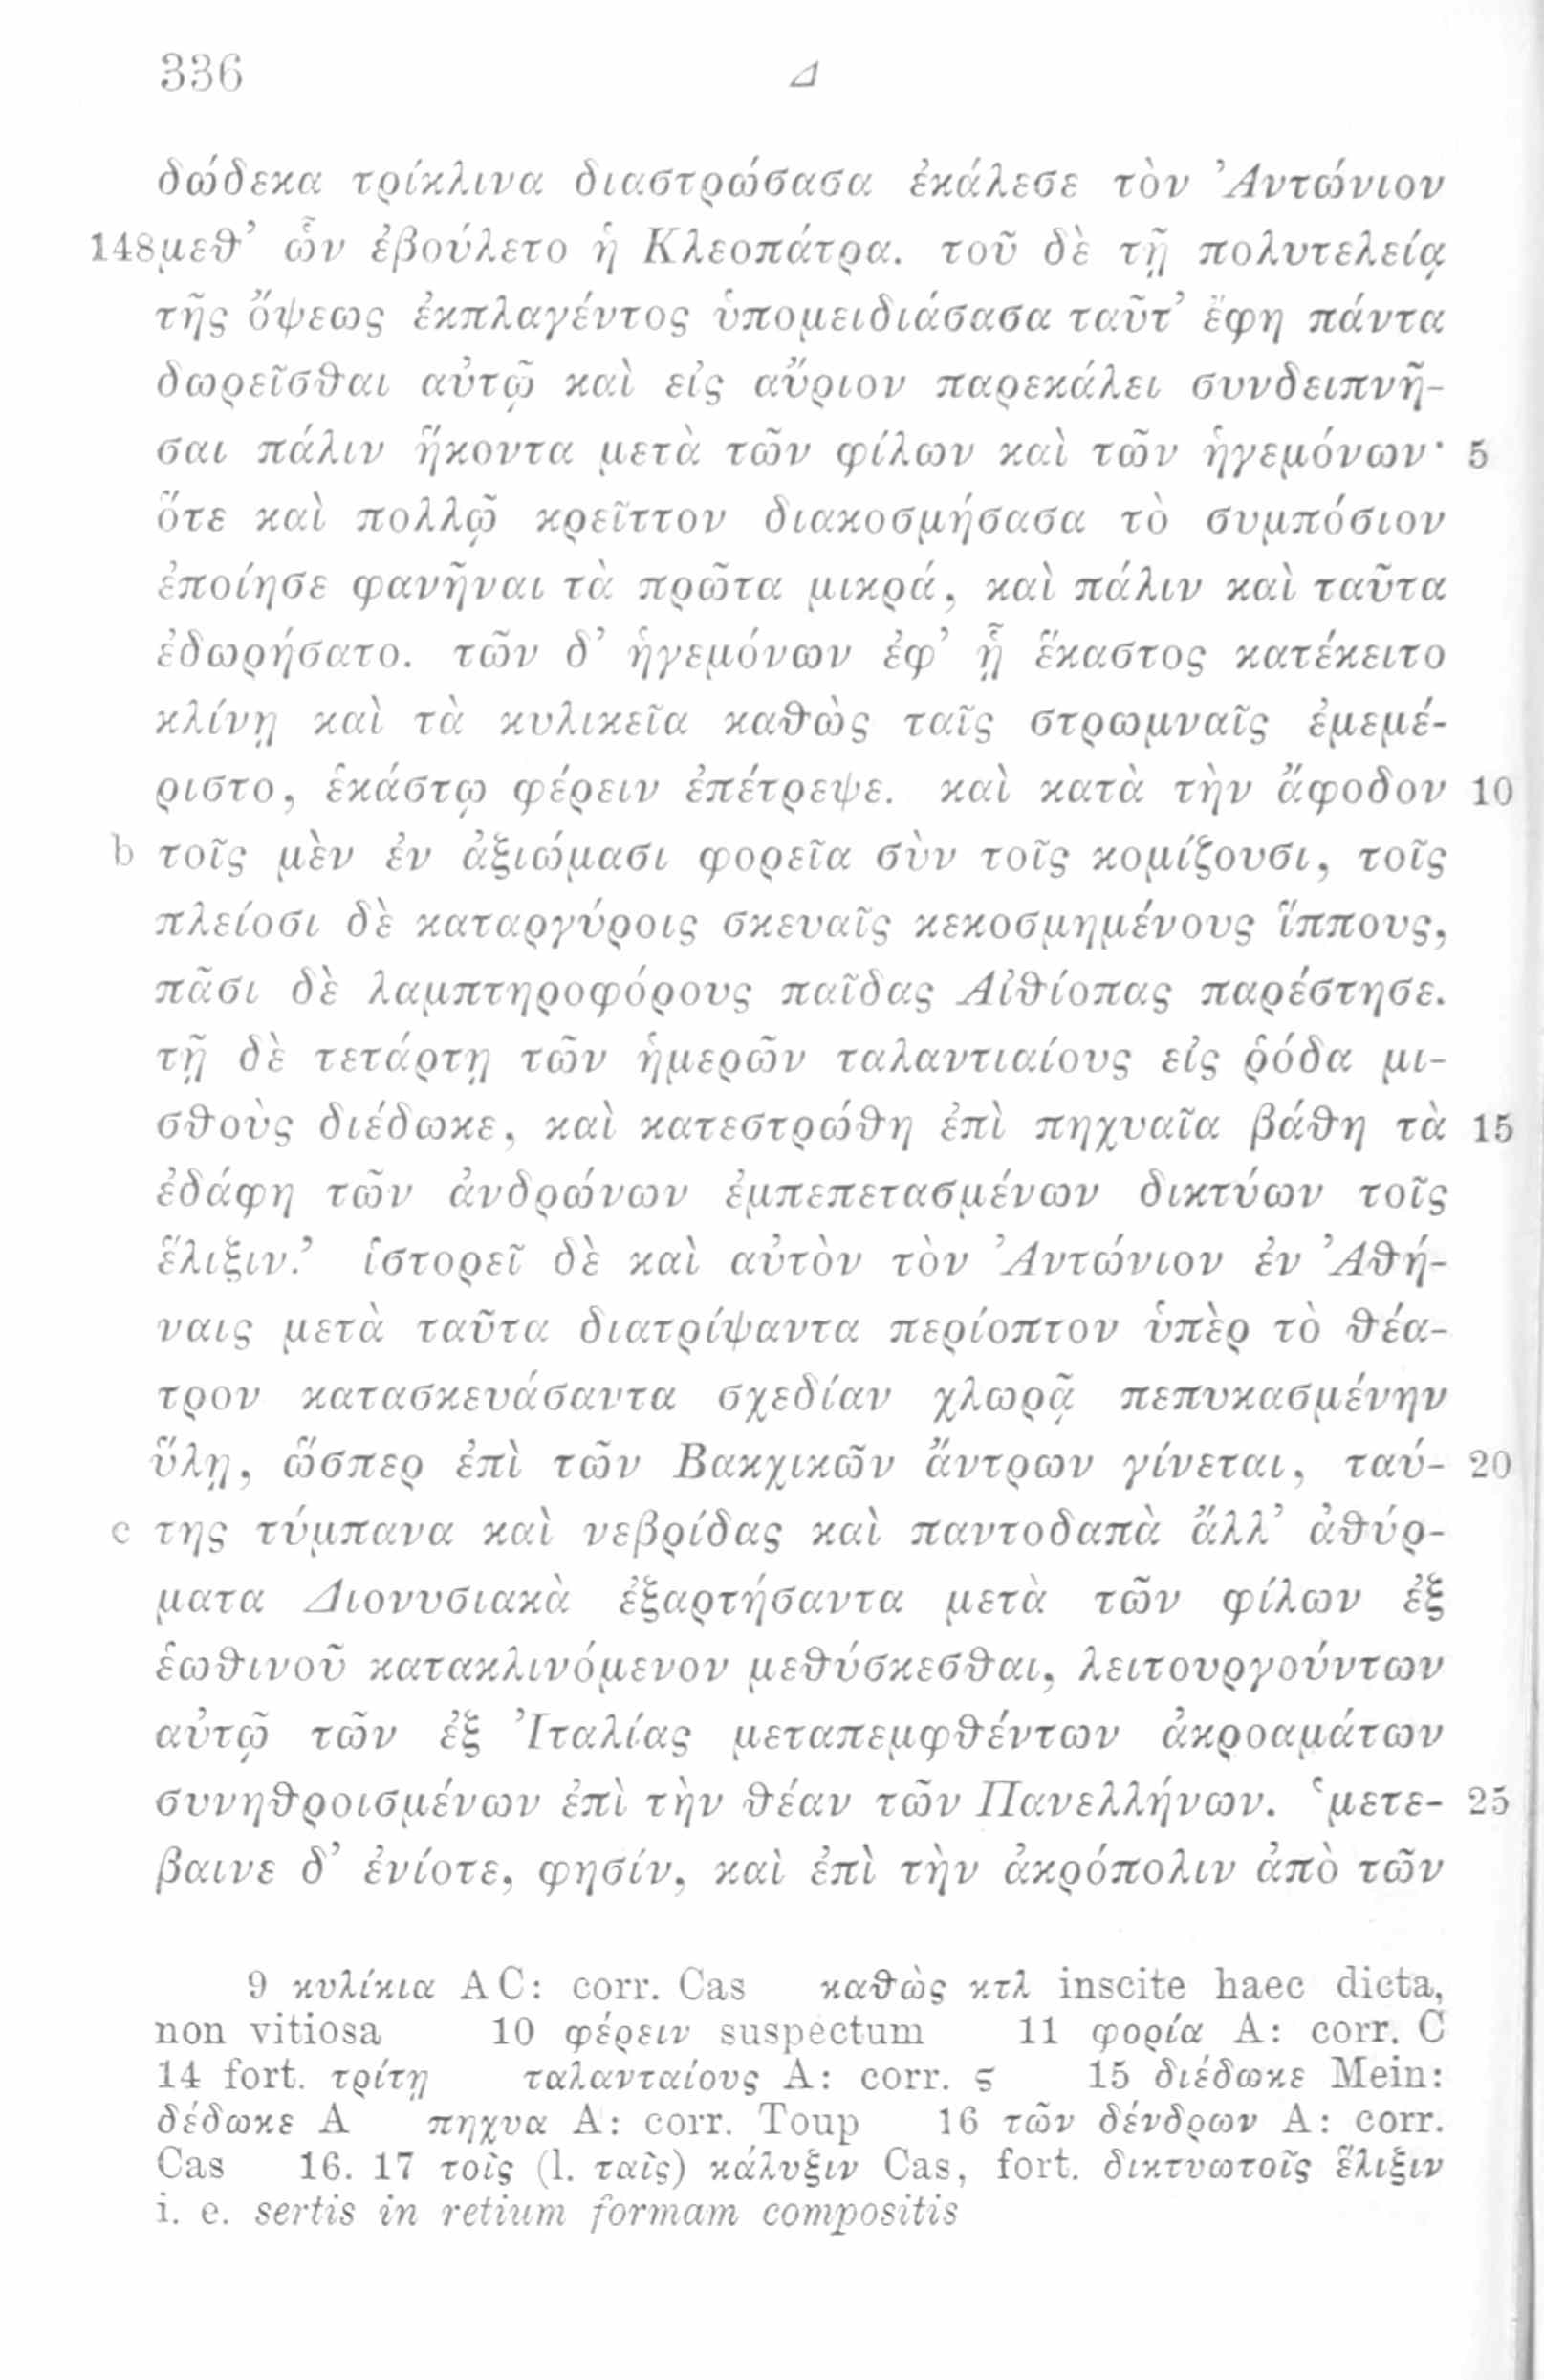 336 Δ
δώδεκα τρίκλινα διαστρώσασα ἐκάλεσε τὸν Ἀντώνιον
148 μεθ’ ὧν ἐβούλετο ἡ Κλεοπάτρα. τοῦ δὲ τῇ πολυτελείᾳ
τῆς ὄψεως ἐκπλαγέντος ὑπομειδιάσασα ταῦτ’ ἔφη πάντα
δωρεῖσθαι αὐτῷ καὶ εἰς αὔριον παρεκάλει συνδειπνῆ-
σαι πάλιν ἥκοντα μετὰ τῶν φίλων καὶ τῶν ἡγεμόνων· 5
ὅτε καὶ πολλῷ κρεῖττον διακοσμήσασα τὸ συμπόσιον
ἐποίησε φανῆναι τὰ πρῶτα μικρά, καὶ πάλιν καὶ ταῦτα
ἐδωρήσατο. τῶν δ’ ἡγεμόνων ἐφ’ ᾗ ἕκαστος κατέκειτο
κλίνῃ καὶ τὰ κυλικεῖα καθὼς ταῖς στρωμναῖς ἐμεμέ-
ριστο, ἑκάστῳ φέρειν ἐπέτρεψε. καὶ κατὰ τὴν ἄφοδον 10
b τοῖς μὲν ἐν ἀξιώμασι φορεῖα σὺν τοῖς κομίζουσι, τοῖς
πλείοσι δὲ καταργύροις σκευαῖς κεκοσμημένους ἵππους,
πᾶσι δὲ λαμπτηροφόρους παῖδας Αἰθίοπας παρέστησε.
τῇ δὲ τετάρτῃ τῶν ἡμερῶν ταλαντιαίους εἰς ῥόδα μι-
σθοὺς διέδωκε, καὶ κατεστρώθη ἐπὶ πηχυαῖα βάθη τὰ 15
ἐδάφη τῶν ἀνδρώνων ἐμπεπετασμένων δικτύων τοῖς
ἕλιξιν.’ ἱστορεῖ δὲ καὶ αὐτὸν τὸν Ἀντώνιον ἐν Ἀθή-
ναις μετὰ ταῦτα διατρίψαντα περίοπτον ὑπὲρ τὸ θέα-
τρον κατασκευάσαντα σχεδίαν χλωρᾷ πεπυκασμένην
ὕλῃ, ὥσπερ ἐπὶ τῶν Βακχικῶν ἄντρων γίνεται, ταύ- 20
c της τύμπανα καὶ νεβρίδας καὶ παντοδαπὰ ἄλλ’ ἀθύρ-
ματα Διονυσιακὰ ἐξαρτήσαντα μετὰ τῶν φίλων ἐξ
ἑωθινοῦ κατακλινόμενον μεθύσκεσθαι, λειτουργούντων
αὐτῷ τῶν ἐξ Ἰταλίας μεταπεμφθέντων ἀκροαμάτων
συνηθροισμένων ἐπὶ τὴν θέαν τῶν Πανελλήνων. ‘μετέ- 25
βαινε δ’ ἐνίοτε, φησίν, καὶ ἐπὶ τὴν ἀκρόπολιν ἀπὸ τῶν
9 κυλίκια AC: corr. Cas καθὼς κτλ inscite haec dicta,
non vitiosa 10 φέρειν suspectum 11 φορία A: corr. C
14 fort. τρίτῃ ταλανταίους A: corr. ς 15 διέδωκε Mein:
δέδωκε A πηχυα A: corr. Toup 16 τῶν δένδρων A: corr.
Cas 16. 17 τοῖς (l. ταῖς) κάλυξιν Cas, fort. δικτυωτοῖς ἕλιξιν
i. e. sertis in retium formam compositis